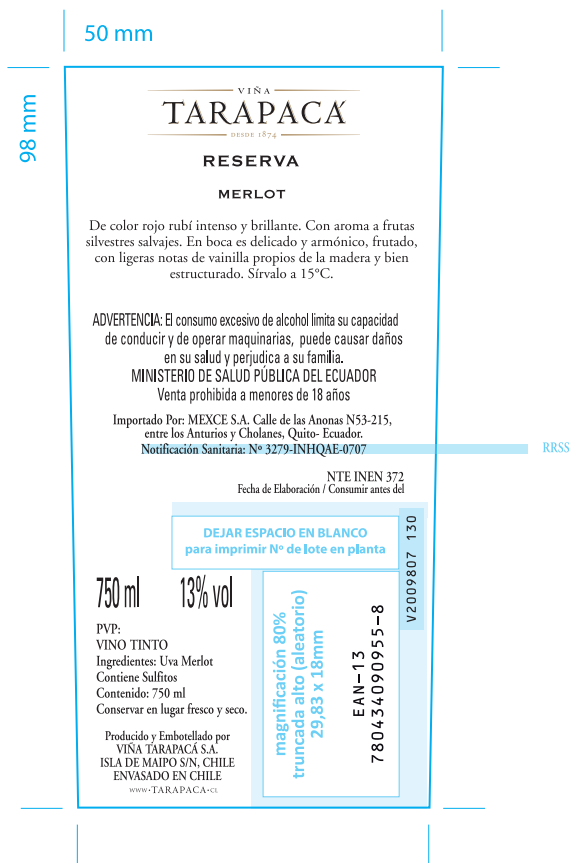 50 mm
98 mm
VIÑA
TARAPACÁ
DESDE 1874
RESERVA
MERLOT
De color rojo rubí intenso y brillante. Con aroma a frutas
silvestres salvajes. En boca es delicado y armónico, frutado,
con ligeras notas de vainilla propios de la madera y bien
estructurado. Sírvalo a 15°C.
ADVERTENCIA: El consumo excesivo de alcohol limita su capacidad
de conducir y de operar maquinarias, puede causar daños
en su salud y perjudica a su familia.
MINISTERIO DE SALUD PÚBLICA DEL ECUADOR
Venta prohibida a menores de 18 años
Importado Por: MEXCE S.A. Calle de las Anonas N53-215,
entre los Anturios y Cholanes, Quito- Ecuador.
Notificación Sanitaria: Nº 3279-INHQAE-0707
RRSS
NTE INEN 372
Fecha de Elaboración / Consumir antes del
DEJAR ESPACIO EN BLANCO
para imprimir Nº de lote en planta
V2009807 130
750 ml 13% vol
PVP:
VINO TINTO
Ingredientes: Uva Merlot
Contiene Sulfitos
Contenido: 750 ml
Conservar en lugar fresco y seco.
Producido y Embotellado por
VIÑA TARAPACÁ S.A.
ISLA DE MAIPO S/N, CHILE
ENVASADO EN CHILE
WWW•TARAPACA•CL
magnificación 80%
truncada alto (aleatorio)
29,83 x 18mm
EAN-13
780434090955-8